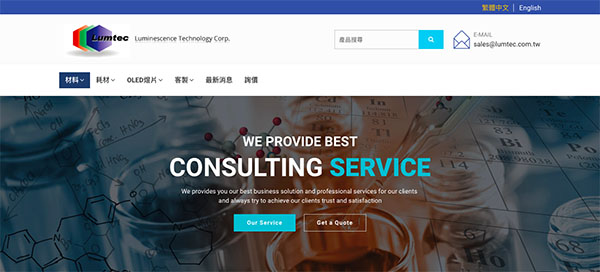 繁體中文 | English
Lumtec
Luminescence Technology Corp.
產品搜尋
E-MAIL
sales@lumtec.com.tw
材料 耗材 OLED燈片 客製 最新消息 詢價
WE PROVIDE BEST
CONSULTING SERVICE
We provides you our best business solution and professional services for our clients
and always try to achieve our clients trust and satisfaction
Our Service
Get a Quote